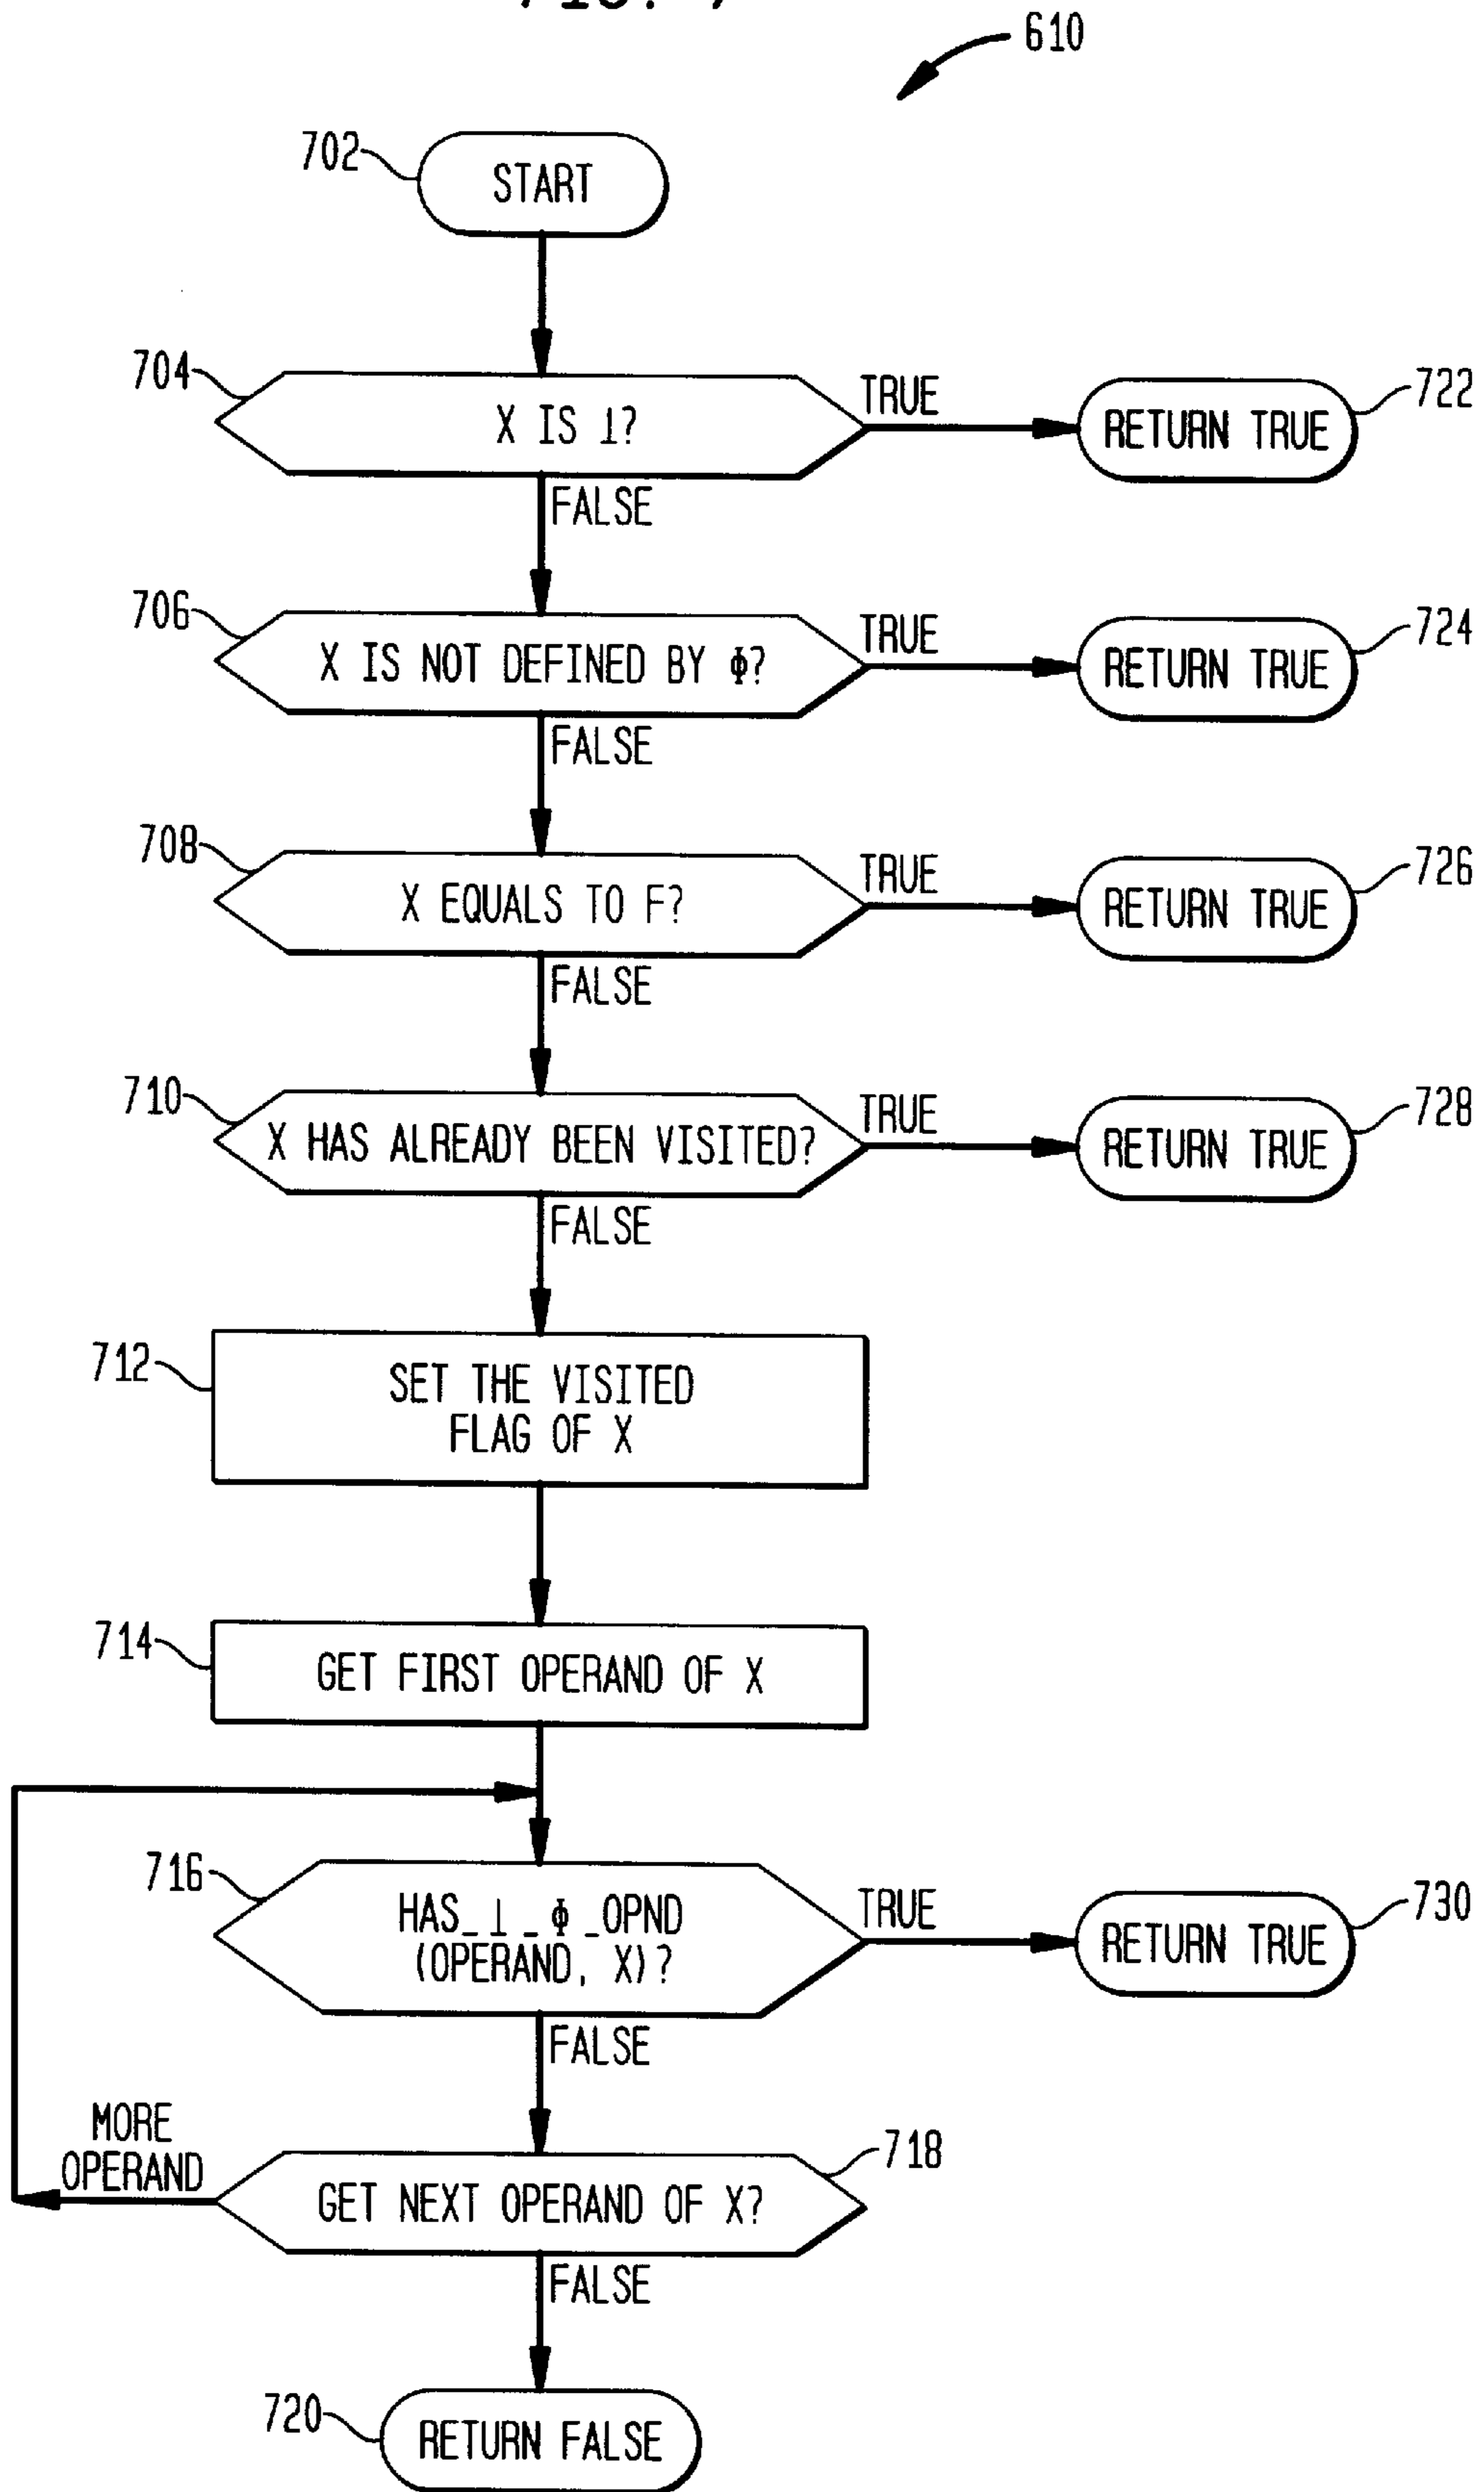 610
702
START
704
X IS ⊥?
TRUE
722
RETURN TRUE
FALSE
706
X IS NOT DEFINED BY Φ?
TRUE
724
RETURN TRUE
FALSE
708
X EQUALS TO F?
TRUE
726
RETURN TRUE
FALSE
710
X HAS ALREADY BEEN VISITED?
TRUE
728
RETURN TRUE
FALSE
712
SET THE VISITED
FLAG OF X
714
GET FIRST OPERAND OF X
716
HAS_⊥_Φ_OPND
(OPERAND, X)?
TRUE
730
RETURN TRUE
FALSE
MORE
OPERAND
718
GET NEXT OPERAND OF X?
FALSE
720
RETURN FALSE